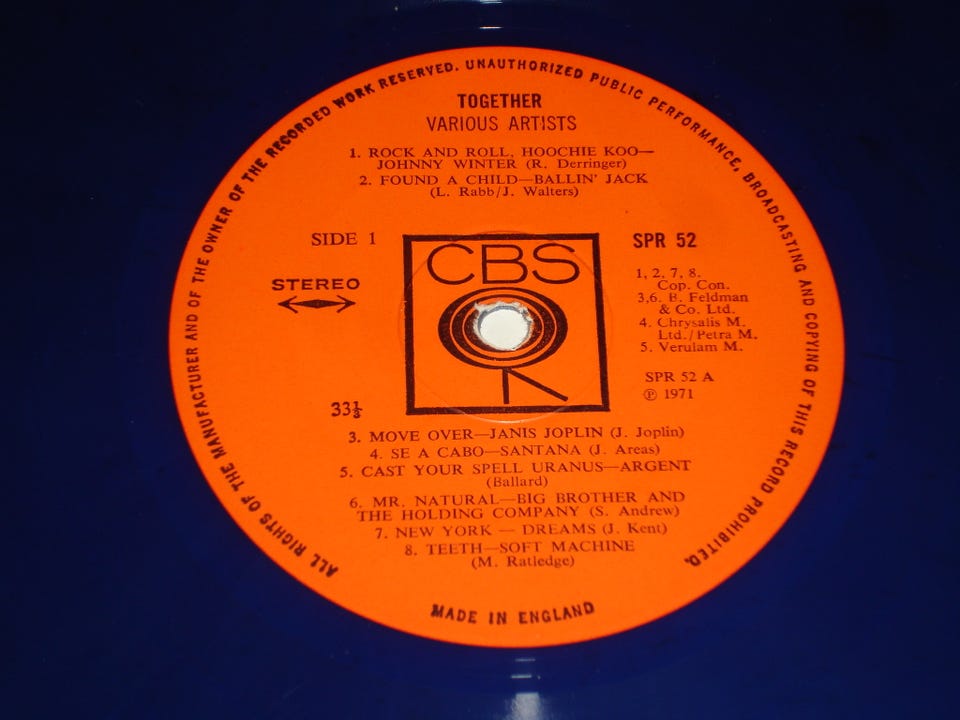 ALL RIGHTS OF THE MANUFACTURER AND OF THE OWNER OF THE RECORDED WORK RESERVED. UNAUTHORIZED PUBLIC PERFORMANCE, BROADCASTING AND COPYING OF THIS RECORD PROHIBITED.
TOGETHER
VARIOUS ARTISTS
1. ROCK AND ROLL, HOOCHIE KOO—
JOHNNY WINTER (R. Derringer)
2. FOUND A CHILD—BALLIN' JACK
(L. Rabb/J. Walters)
SIDE 1
STEREO
33⅓
CBS
SPR 52
1, 2, 7, 8.
Cop. Con.
3,6. B. Feldman
& Co. Ltd.
4. Chrysalis M.
Ltd./Petra M.
5. Verulam M.
SPR 52 A
℗ 1971
3. MOVE OVER—JANIS JOPLIN (J. Joplin)
4. SE A CABO—SANTANA (J. Areas)
5. CAST YOUR SPELL URANUS—ARGENT
(Ballard)
6. MR. NATURAL—BIG BROTHER AND
THE HOLDING COMPANY (S. Andrew)
7. NEW YORK — DREAMS (J. Kent)
8. TEETH—SOFT MACHINE
(M. Ratledge)
MADE IN ENGLAND